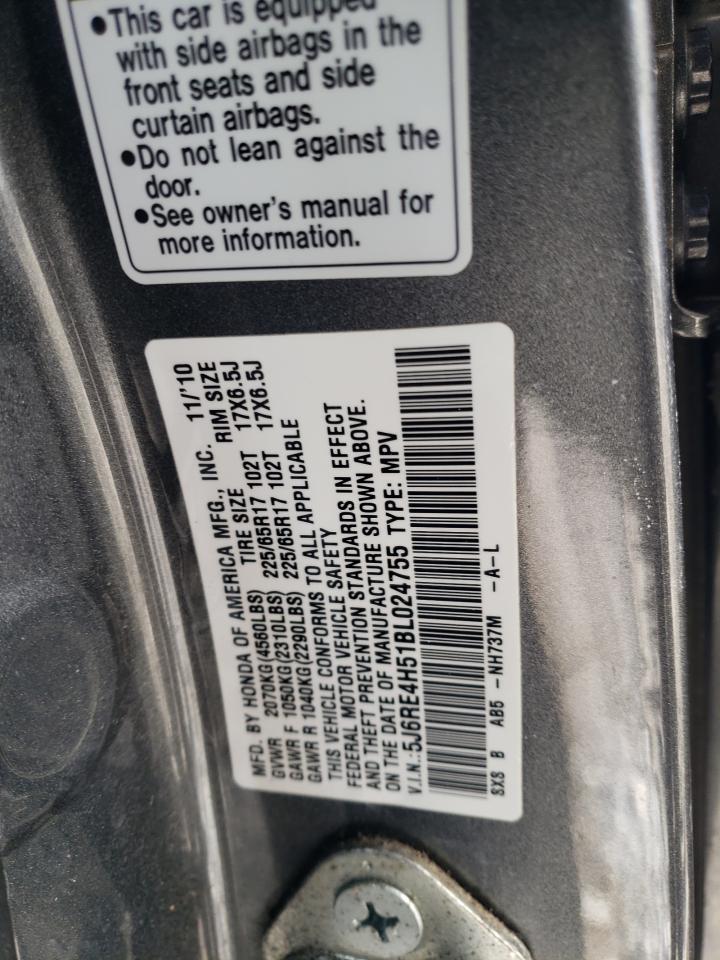 •This car is equipped
with side airbags in the
front seats and side
curtain airbags.
•Do not lean against the
door.
•See owner's manual for
more information.
MFD. BY HONDA OF AMERICA MFG., INC. 11/'10
GVWR 2070KG(4560LBS) TIRE SIZE RIM SIZE
GAWR F 1050KG(2310LBS) 225/65R17 102T 17X6.5J
GAWR R 1040KG(2290LBS) 225/65R17 102T 17X6.5J
THIS VEHICLE CONFORMS TO ALL APPLICABLE
FEDERAL MOTOR VEHICLE SAFETY
AND THEFT PREVENTION STANDARDS IN EFFECT
ON THE DATE OF MANUFACTURE SHOWN ABOVE.
V.I.N.:5J6RE4H51BL024755 TYPE: MPV
SXS B AB5 -NH737M -A-L